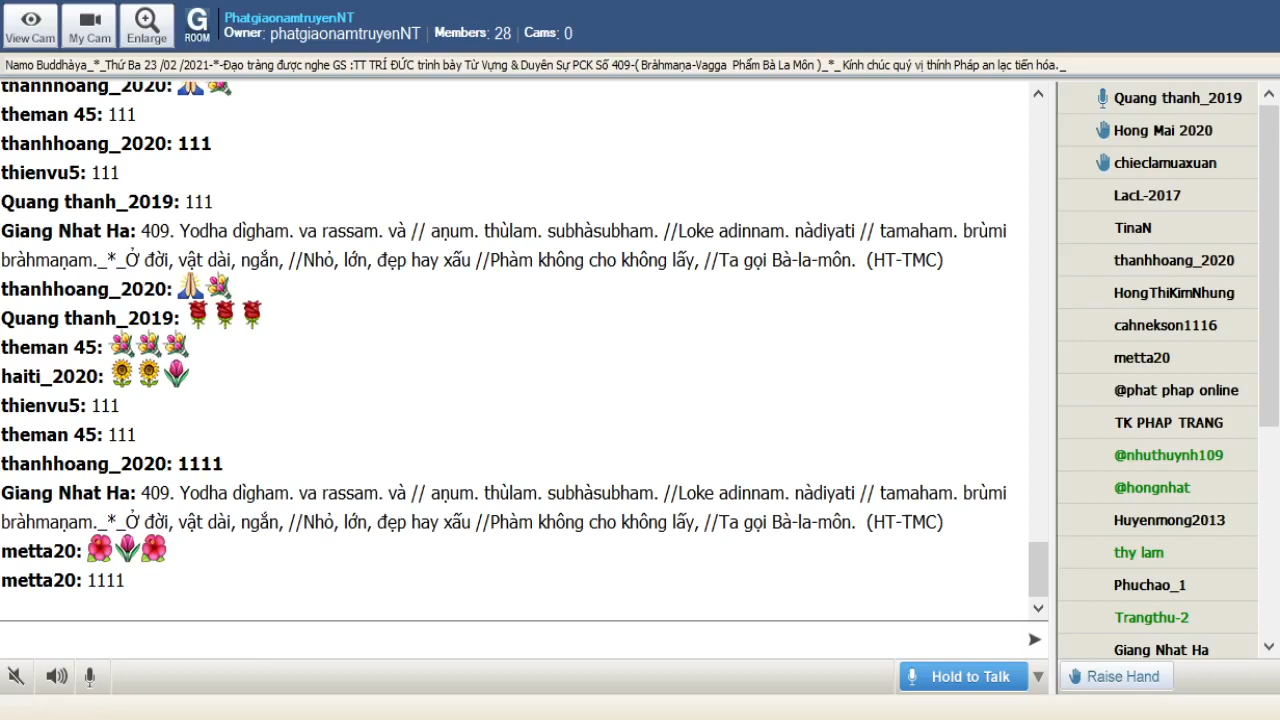 View Cam
My Cam
Enlarge
G
ROOM
PhatgiaonamtruyenNT
Owner: phatgiaonamtruyenNT Members: 28 Cams: 0
Namo Buddhàya_*_Thứ Ba 23 /02 /2021-*-Đạo tràng được nghe GS :TT TRÍ ĐỨC trình bày Từ Vựng & Duyên Sự PCK Số 409-( Bràhmaṇa-Vagga Phẩm Bà La Môn )_*_ Kính chúc quý vị thính Pháp an lạc tiến hóa._
thanhhoang_2020:
theman 45: 111
thanhhoang_2020: 111
thienvu5: 111
Quang thanh_2019: 111
Giang Nhat Ha: 409. Yodha dìgham. va rassam. và // aṇum. thùlam. subhàsubham. //Loke adinnam. nàdiyati // tamaham. brùmi
bràhmaṇam._*_Ở đời, vật dài, ngắn, //Nhỏ, lớn, đẹp hay xấu //Phàm không cho không lấy, //Ta gọi Bà-la-môn. (HT-TMC)
thanhhoang_2020:
Quang thanh_2019:
theman 45:
haiti_2020:
thienvu5: 111
theman 45: 111
thanhhoang_2020: 1111
Giang Nhat Ha: 409. Yodha dìgham. va rassam. và // aṇum. thùlam. subhàsubham. //Loke adinnam. nàdiyati // tamaham. brùmi
bràhmaṇam._*_Ở đời, vật dài, ngắn, //Nhỏ, lớn, đẹp hay xấu //Phàm không cho không lấy, //Ta gọi Bà-la-môn. (HT-TMC)
metta20:
metta20: 1111
Quang thanh_2019
Hong Mai 2020
chieclamuaxuan
LacL-2017
TinaN
thanhhoang_2020
HongThiKimNhung
cahnekson1116
metta20
@phat phap online
TK PHAP TRANG
@nhuthuynh109
@hongnhat
Huyenmong2013
thy lam
Phuchao_1
Trangthu-2
Giang Nhat Ha
Hold to Talk
Raise Hand